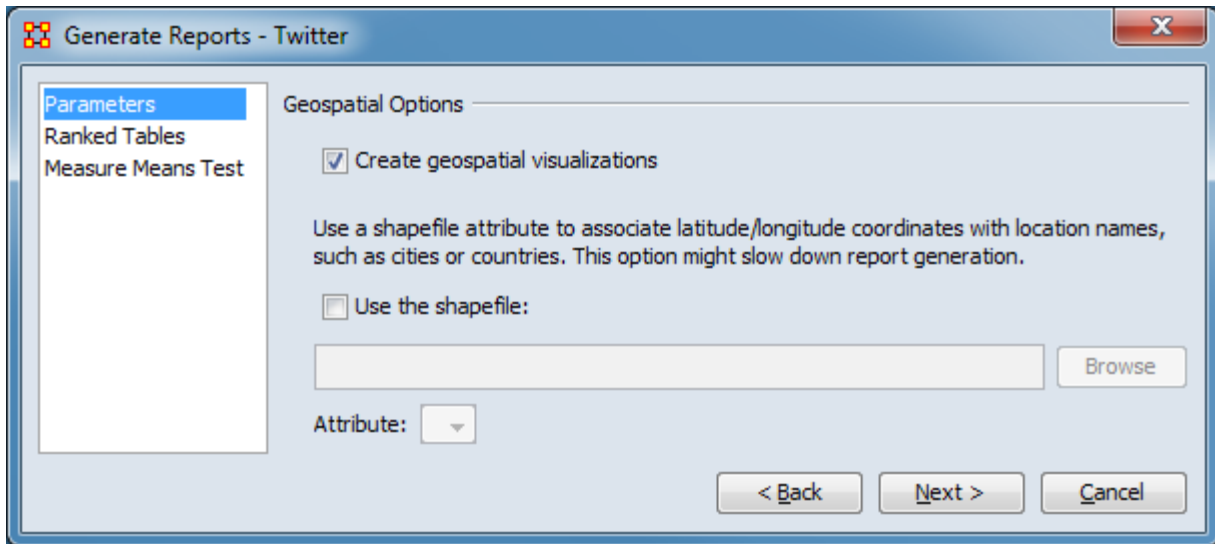 Generate Reports - Twitter
Parameters
Ranked Tables
Measure Means Test
Geospatial Options
Create geospatial visualizations
Use a shapefile attribute to associate latitude/longitude coordinates with location names,
such as cities or countries. This option might slow down report generation.
Use the shapefile:
Browse
Attribute:
< Back
Next >
Cancel